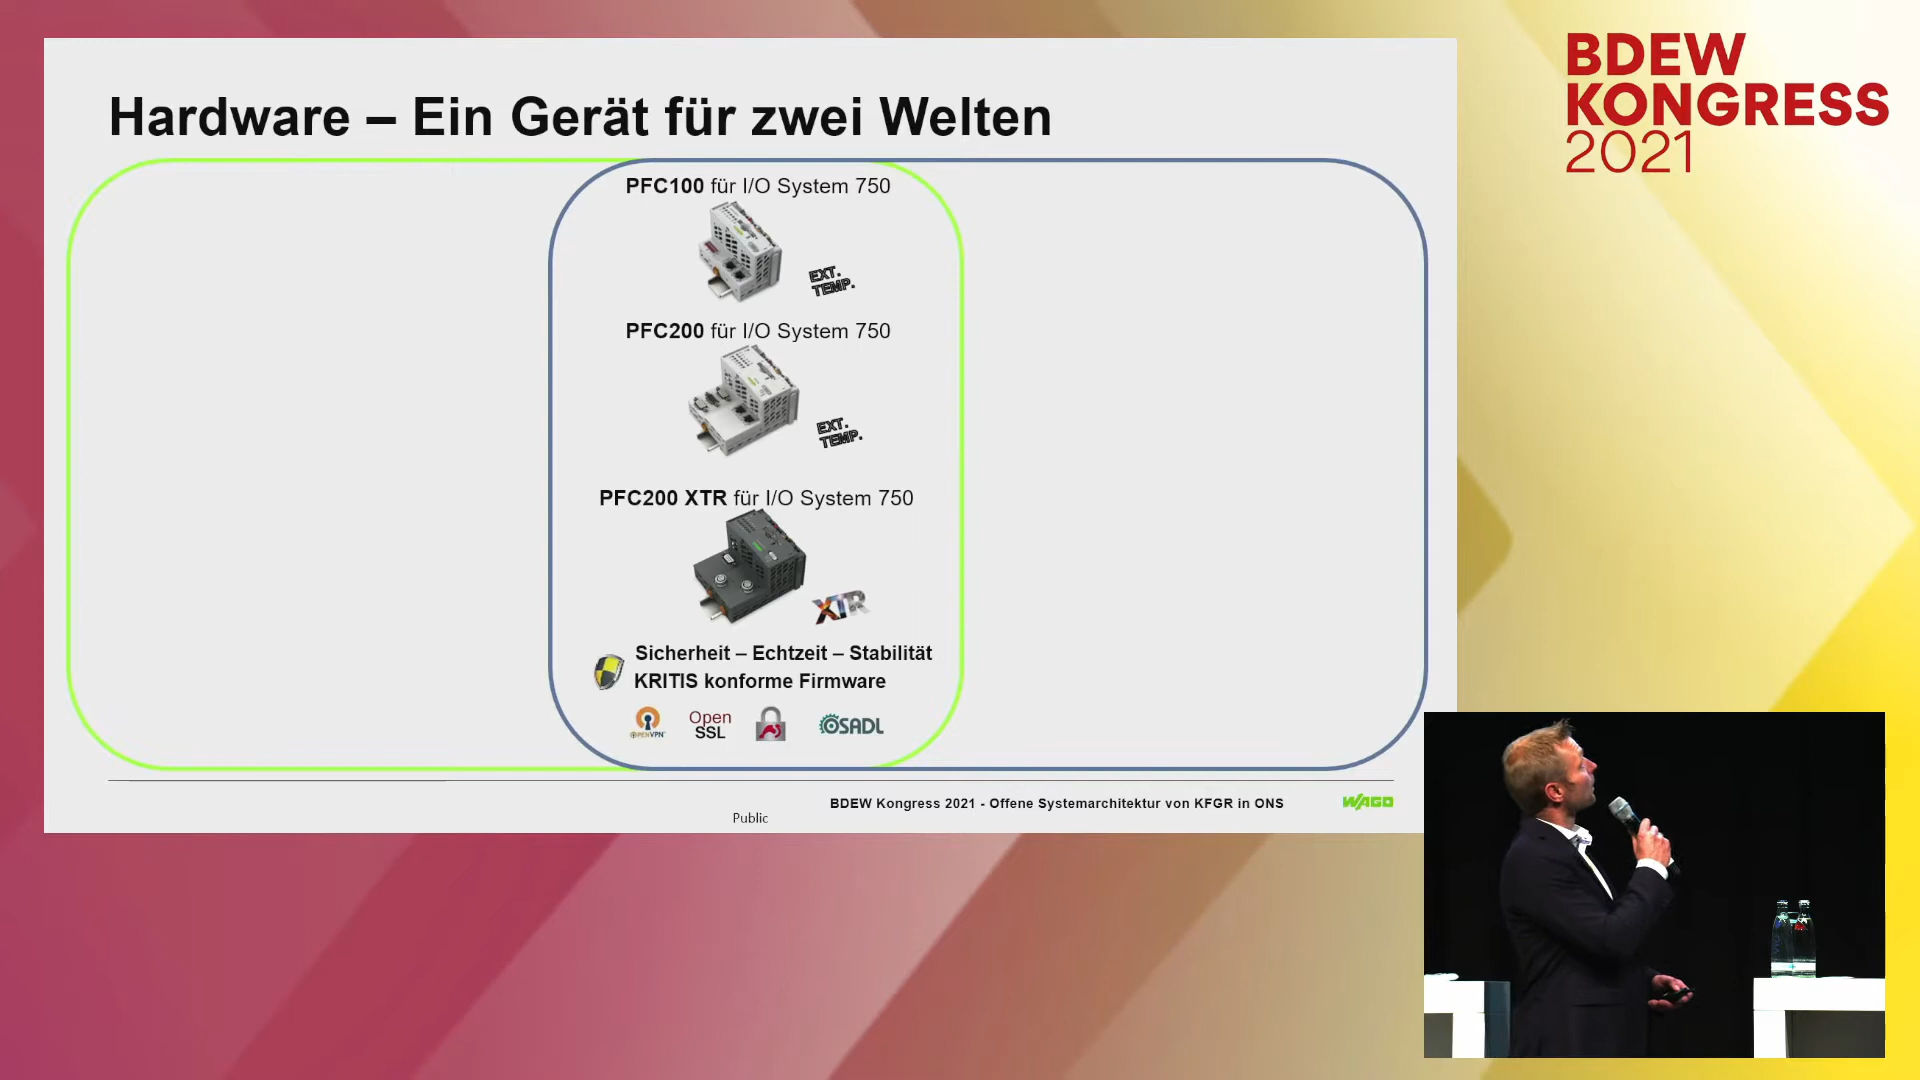 Hardware – Ein Gerät für zwei Welten
PFC100 für I/O System 750
EXT.
TEMP.
PFC200 für I/O System 750
EXT.
TEMP.
PFC200 XTR für I/O System 750
XTR
Sicherheit – Echtzeit – Stabilität
KRITIS konforme Firmware
OPENVPN
Open
SSL
OSADL
BDEW Kongress 2021 - Offene Systemarchitektur von KFGR in ONS
WAGO
Public
BDEW
KONGRESS
2021